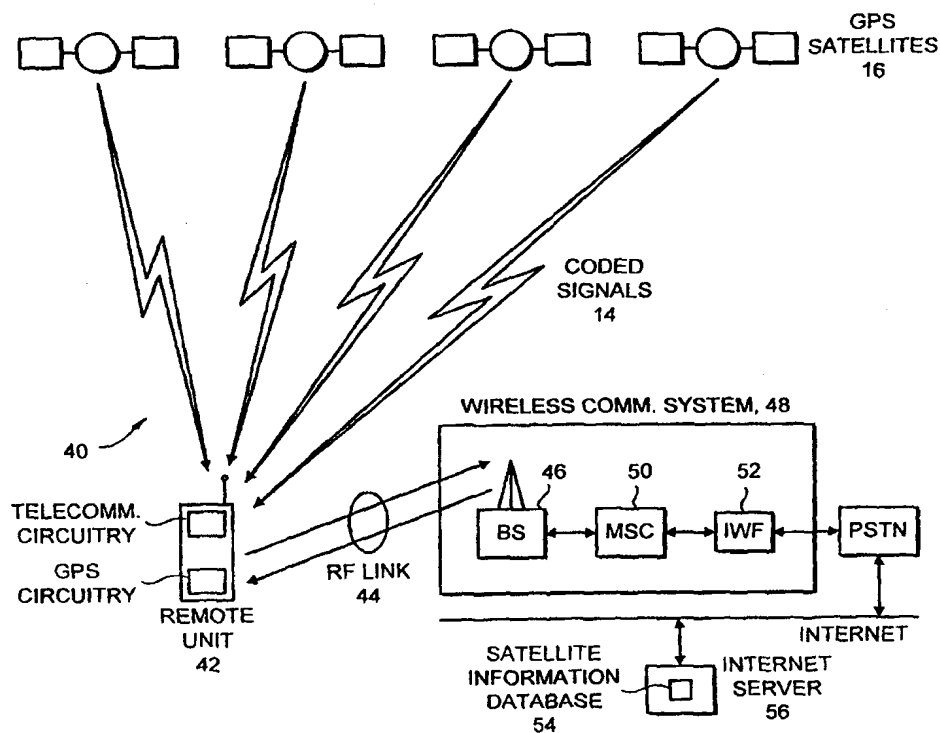 GPS
SATELLITES
16
CODED
SIGNALS
14
WIRELESS COMM. SYSTEM, 48
40
46
50
52
TELECOMM.
CIRCUITRY
BS
MSC
IWF
PSTN
GPS
CIRCUITRY
RF LINK
44
REMOTE
UNIT
42
INTERNET
SATELLITE
INFORMATION
DATABASE
54
INTERNET
SERVER
56